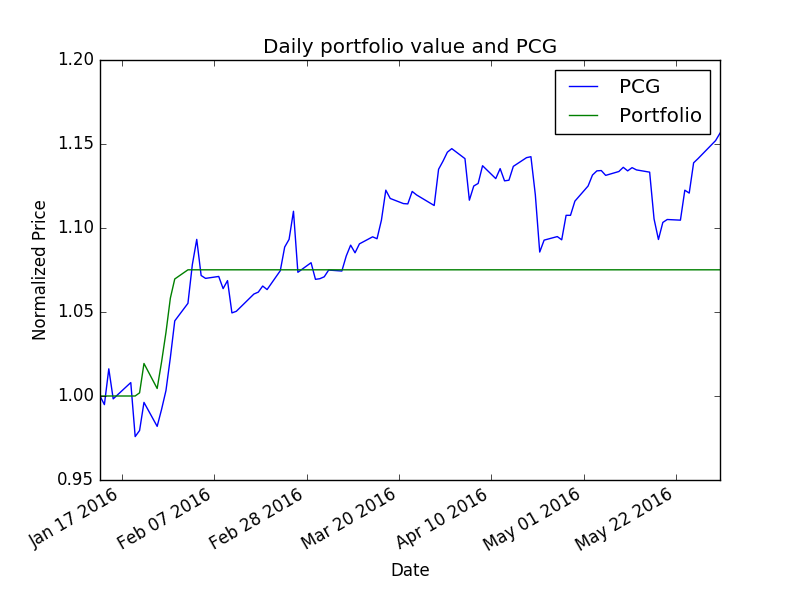 Daily portfolio value and PCG
PCG
Portfolio
1.20
1.15
1.10
1.05
1.00
0.95
Normalized Price
Jan 17 2016
Feb 07 2016
Feb 28 2016
Mar 20 2016
Apr 10 2016
May 01 2016
May 22 2016
Date